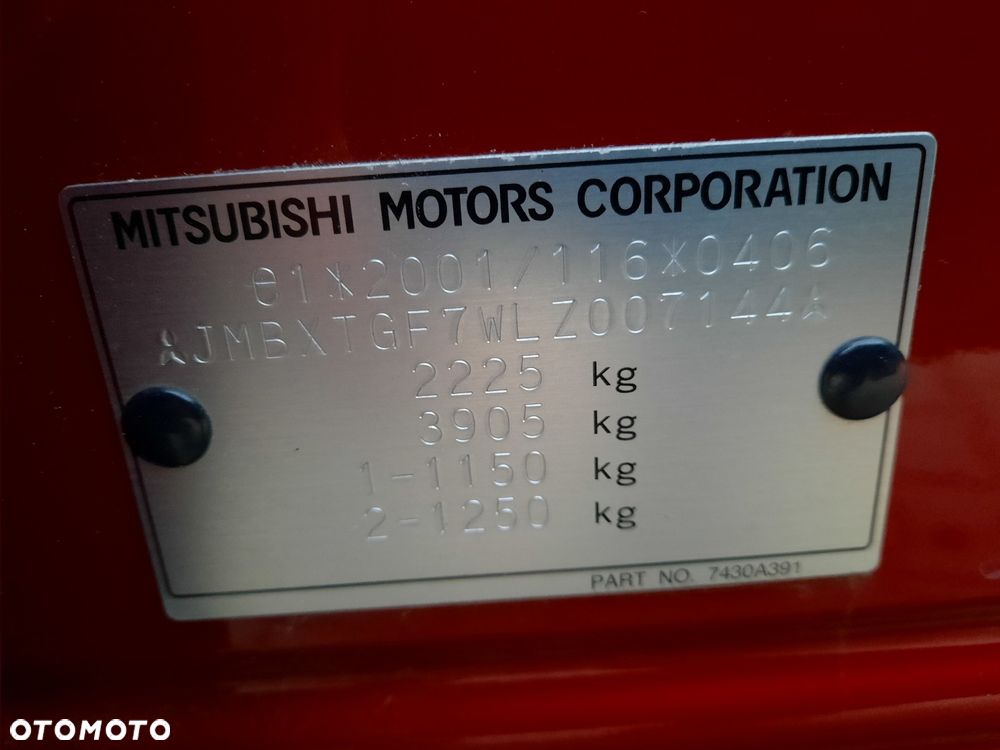 MITSUBISHI MOTORS CORPORATION
e1*2001/116*0406
JMBXTGF7WLZ007144
2225 kg
3905 kg
1-1150 kg
2-1250 kg
PART NO. 7430A391
OTOMOTO